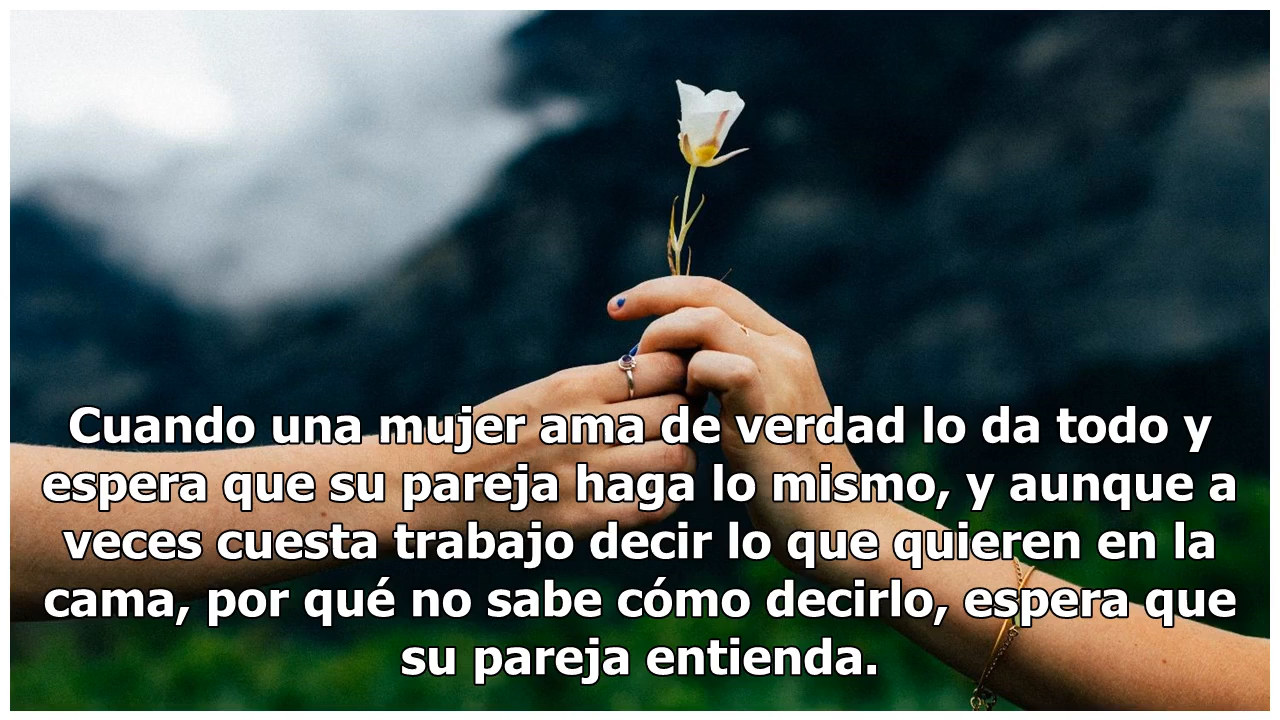 Cuando una mujer ama de verdad lo da todo y
espera que su pareja haga lo mismo, y aunque a
veces cuesta trabajo decir lo que quieren en la
cama, por qué no sabe cómo decirlo, espera que
su pareja entienda.